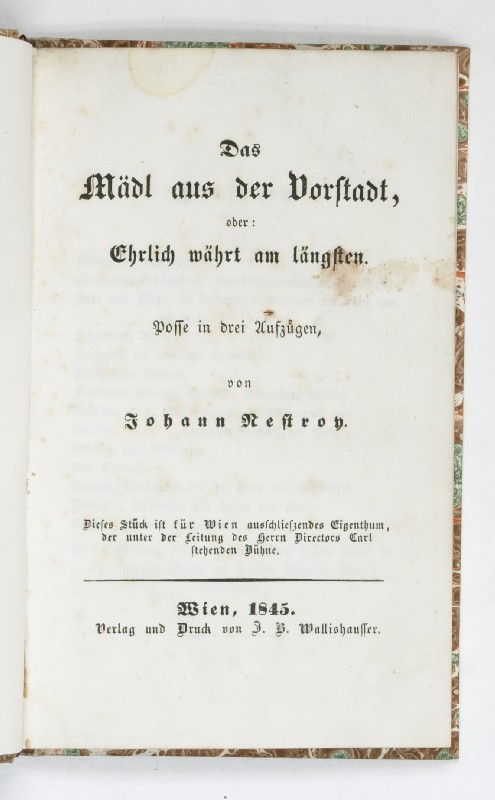 Das
Mädl aus der Vorstadt,
oder:
Ehrlich währt am längsten.
Posse in drei Aufzügen,
von
Johann Nestroy.
Dieses Stück ist für Wien ausschlieszendes Eigenthum,
der unter der Leitung des Herrn Directors Carl
stehenden Bühne.
Wien, 1845.
Verlag und Druck von J. B. Wallishausser.